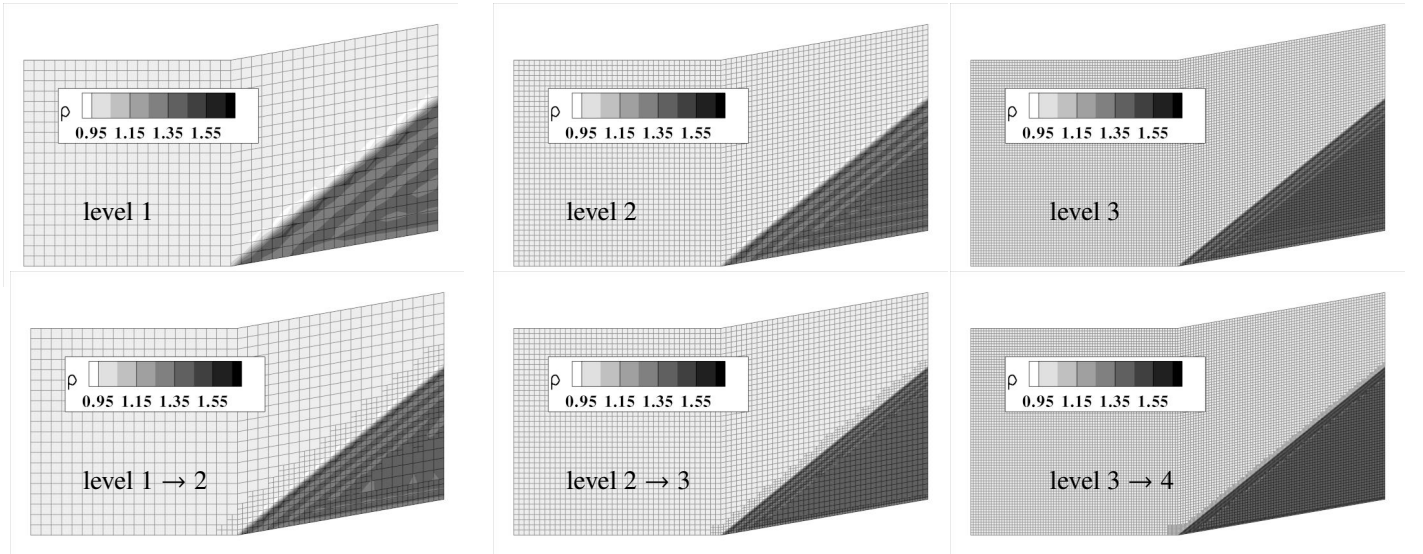 ρ
0.95 1.15 1.35 1.55
level 1
ρ
0.95 1.15 1.35 1.55
level 2
ρ
0.95 1.15 1.35 1.55
level 3
ρ
0.95 1.15 1.35 1.55
level 1 → 2
ρ
0.95 1.15 1.35 1.55
level 2 → 3
ρ
0.95 1.15 1.35 1.55
level 3 → 4